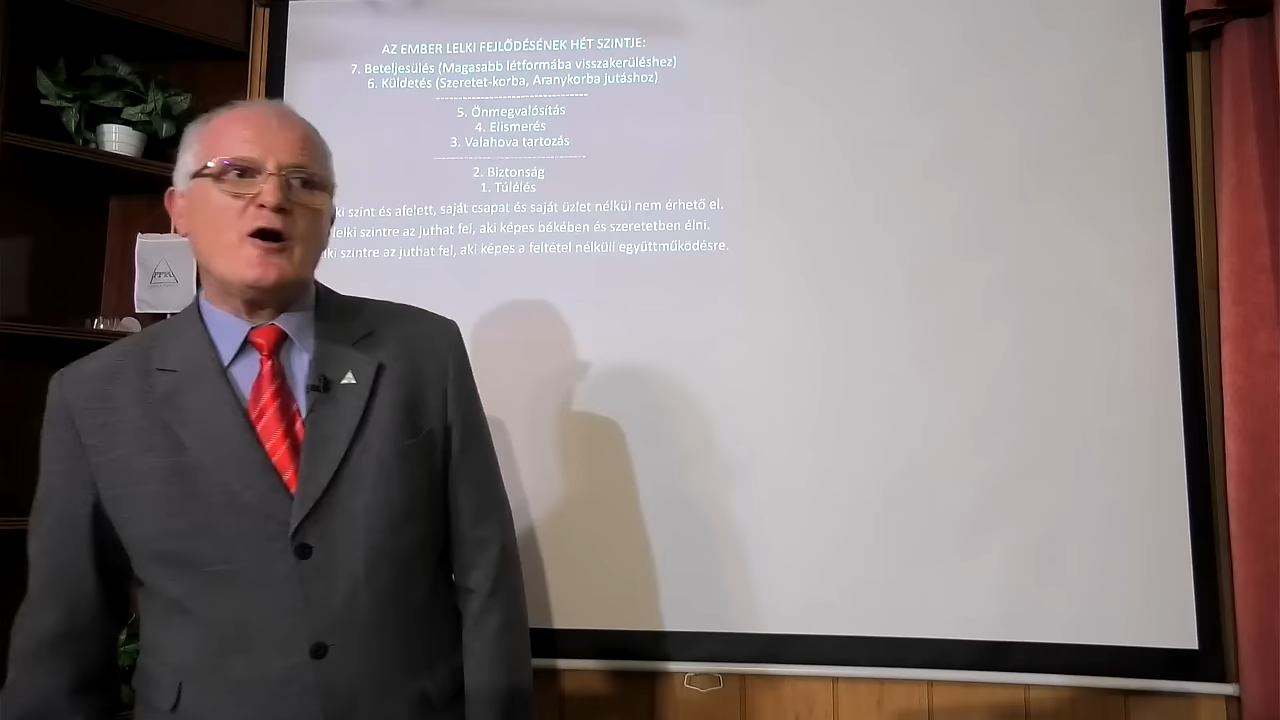 AZ EMBER LELKI FEJLŐDÉSÉNEK HÉT SZINTJE:
7. Beteljesülés (Magasabb létformába visszakerüléshez)
6. Küldetés (Szeretet-korba, Aranykorba jutáshoz)
5. Önmegvalósítás
4. Elismerés
3. Valahova tartozás
2. Biztonság
1. Túlélés
szint és afelett, saját csapat és saját üzlet nélkül nem érhető el.
lelki szintre az juthat fel, aki képes békében és szeretetben élni.
szintre az juthat fel, aki képes a feltétel nélküli együttműködésre.